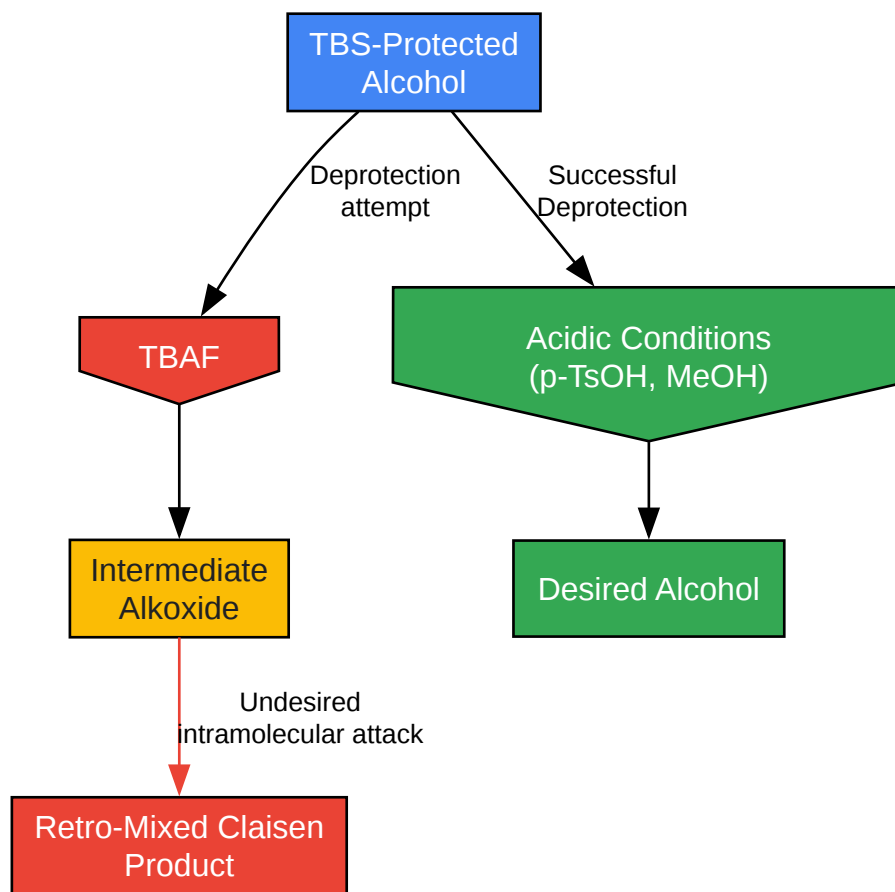 TBS-Protected
Alcohol
Deprotection
attempt
Successful
Deprotection
TBAF
Acidic Conditions
(p-TsOH, MeOH)
Intermediate
Alkoxide
Desired Alcohol
Undesired
intramolecular attack
Retro-Mixed Claisen
Product